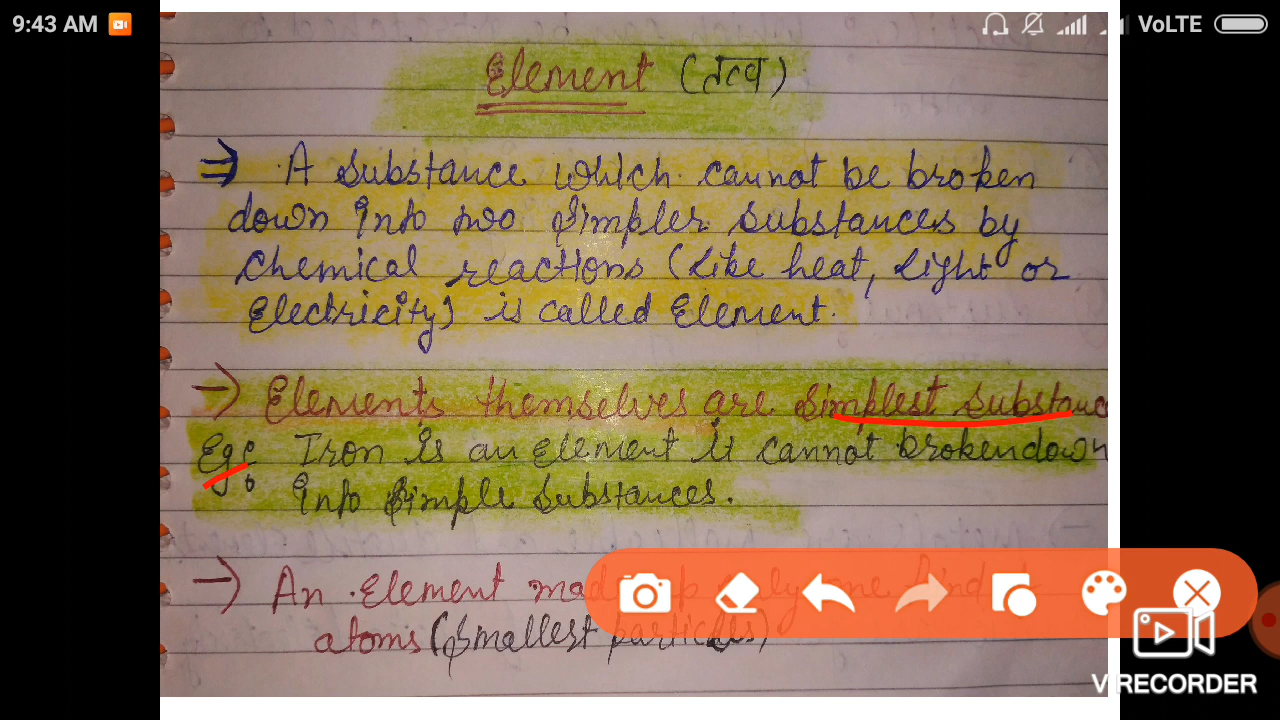 9:43 AM
VoLTE
Element (तत्व)
⇒ A substance which cannot be broken
down into two simpler substances by
chemical reactions (Like heat, Light or
Electricity) is called Element.
→ Elements themselves are simplest substanc
Eg: Iron is an element it cannot brokendown
into simple substances.
→ An element mad
atoms (smallest particles)
V RECORDER